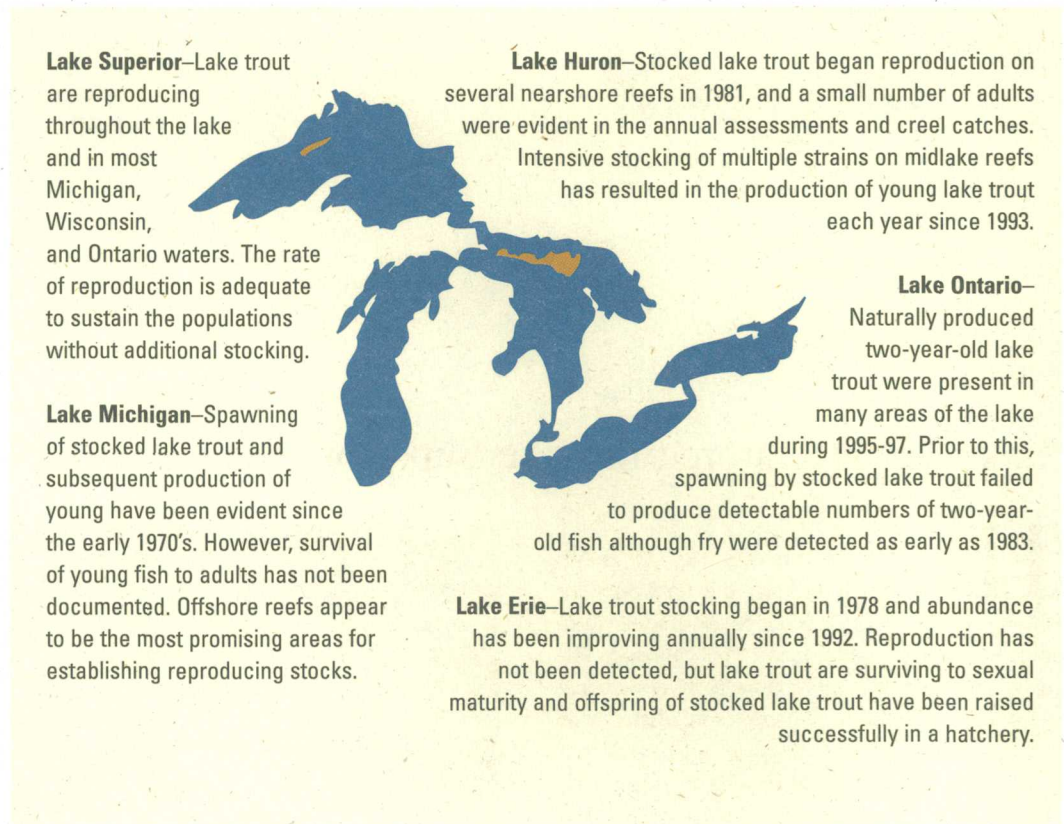 Lake Superior–Lake trout
are reproducing
throughout the lake
and in most
Michigan,
Wisconsin,
and Ontario waters. The rate
of reproduction is adequate
to sustain the populations
without additional stocking.
Lake Michigan–Spawning
of stocked lake trout and
subsequent production of
young have been evident since
the early 1970's. However, survival
of young fish to adults has not been
documented. Offshore reefs appear
to be the most promising areas for
establishing reproducing stocks.
Lake Huron–Stocked lake trout began reproduction on
several nearshore reefs in 1981, and a small number of adults
were evident in the annual assessments and creel catches.
Intensive stocking of multiple strains on midlake reefs
has resulted in the production of young lake trout
each year since 1993.
Lake Ontario–
Naturally produced
two-year-old lake
trout were present in
many areas of the lake
during 1995-97. Prior to this,
spawning by stocked lake trout failed
to produce detectable numbers of two-year-
old fish although fry were detected as early as 1983.
Lake Erie–Lake trout stocking began in 1978 and abundance
has been improving annually since 1992. Reproduction has
not been detected, but lake trout are surviving to sexual
maturity and offspring of stocked lake trout have been raised
successfully in a hatchery.